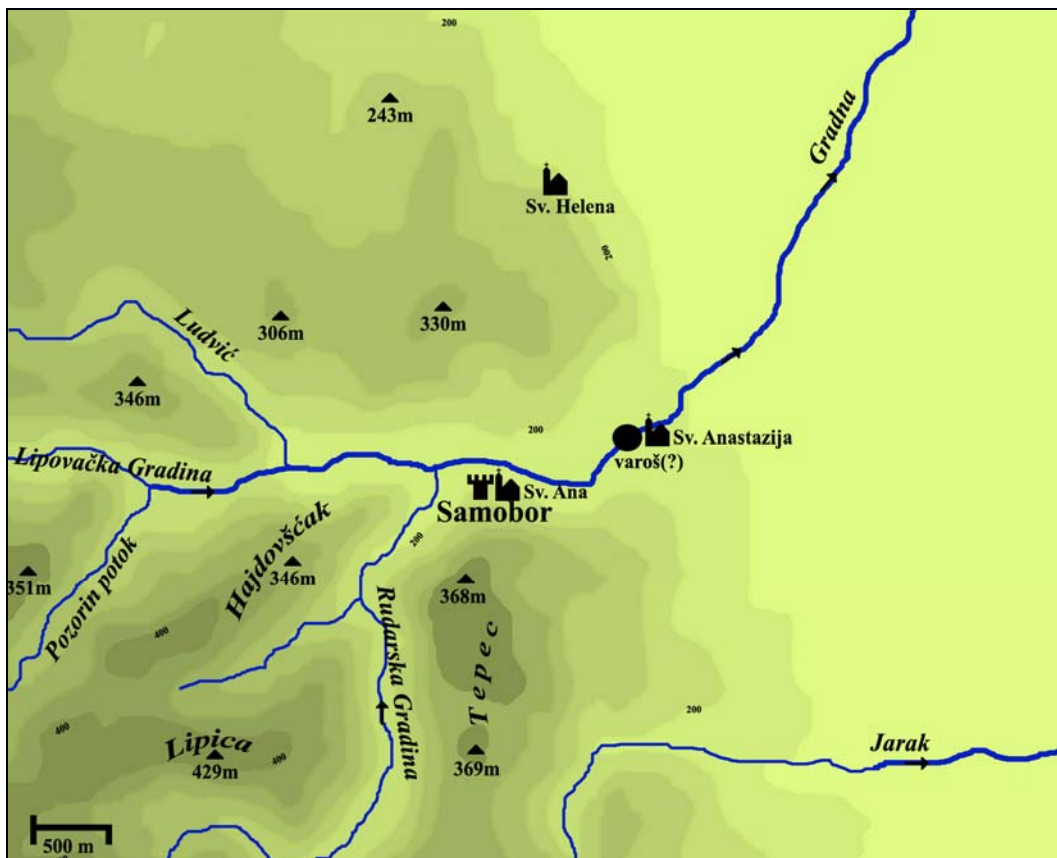 200
243m
Gradna
Sv. Helena
200
Ludvić
306m
330m
346m
200
Sv. Anastazija
varoš(?)
Lipovačka Gradina
Sv. Ana
Samobor
200
Hajdovšćak
346m
351m
Pozorin potok
368m
Rudarska Gradina
Tepec
400
200
400
Lipica
400
429m
369m
Jarak
500 m